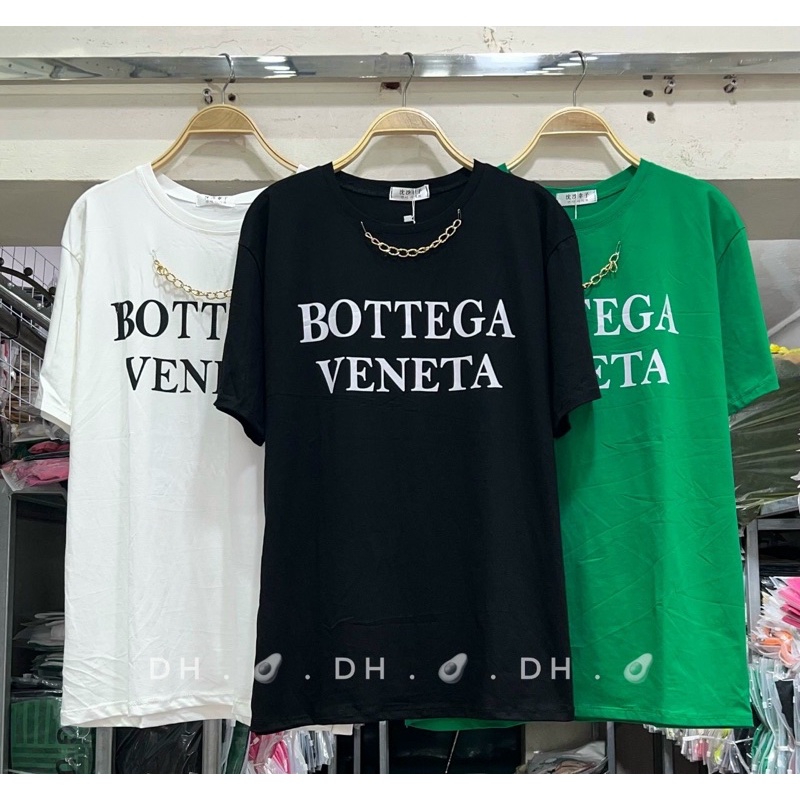 BOTT
VENE
BOTTEGA
VENETA
TEGA
ETA
DH . 🥑 . DH . 🥑 . DH . 🥑